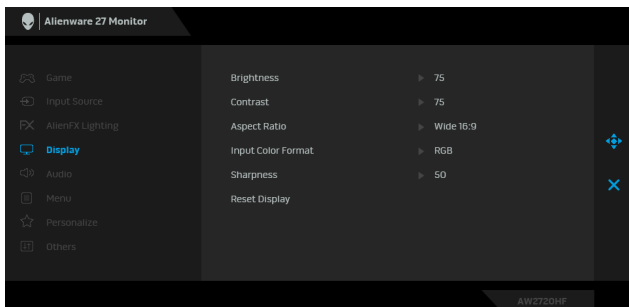 Alienware 27 Monitor
Game
Input Source
AlienFX Lighting
Display
Audio
Menu
Personalize
Others
Brightness 75
Contrast 75
Aspect Ratio Wide 16:9
Input Color Format RGB
Sharpness 50
Reset Display
AW2720HF